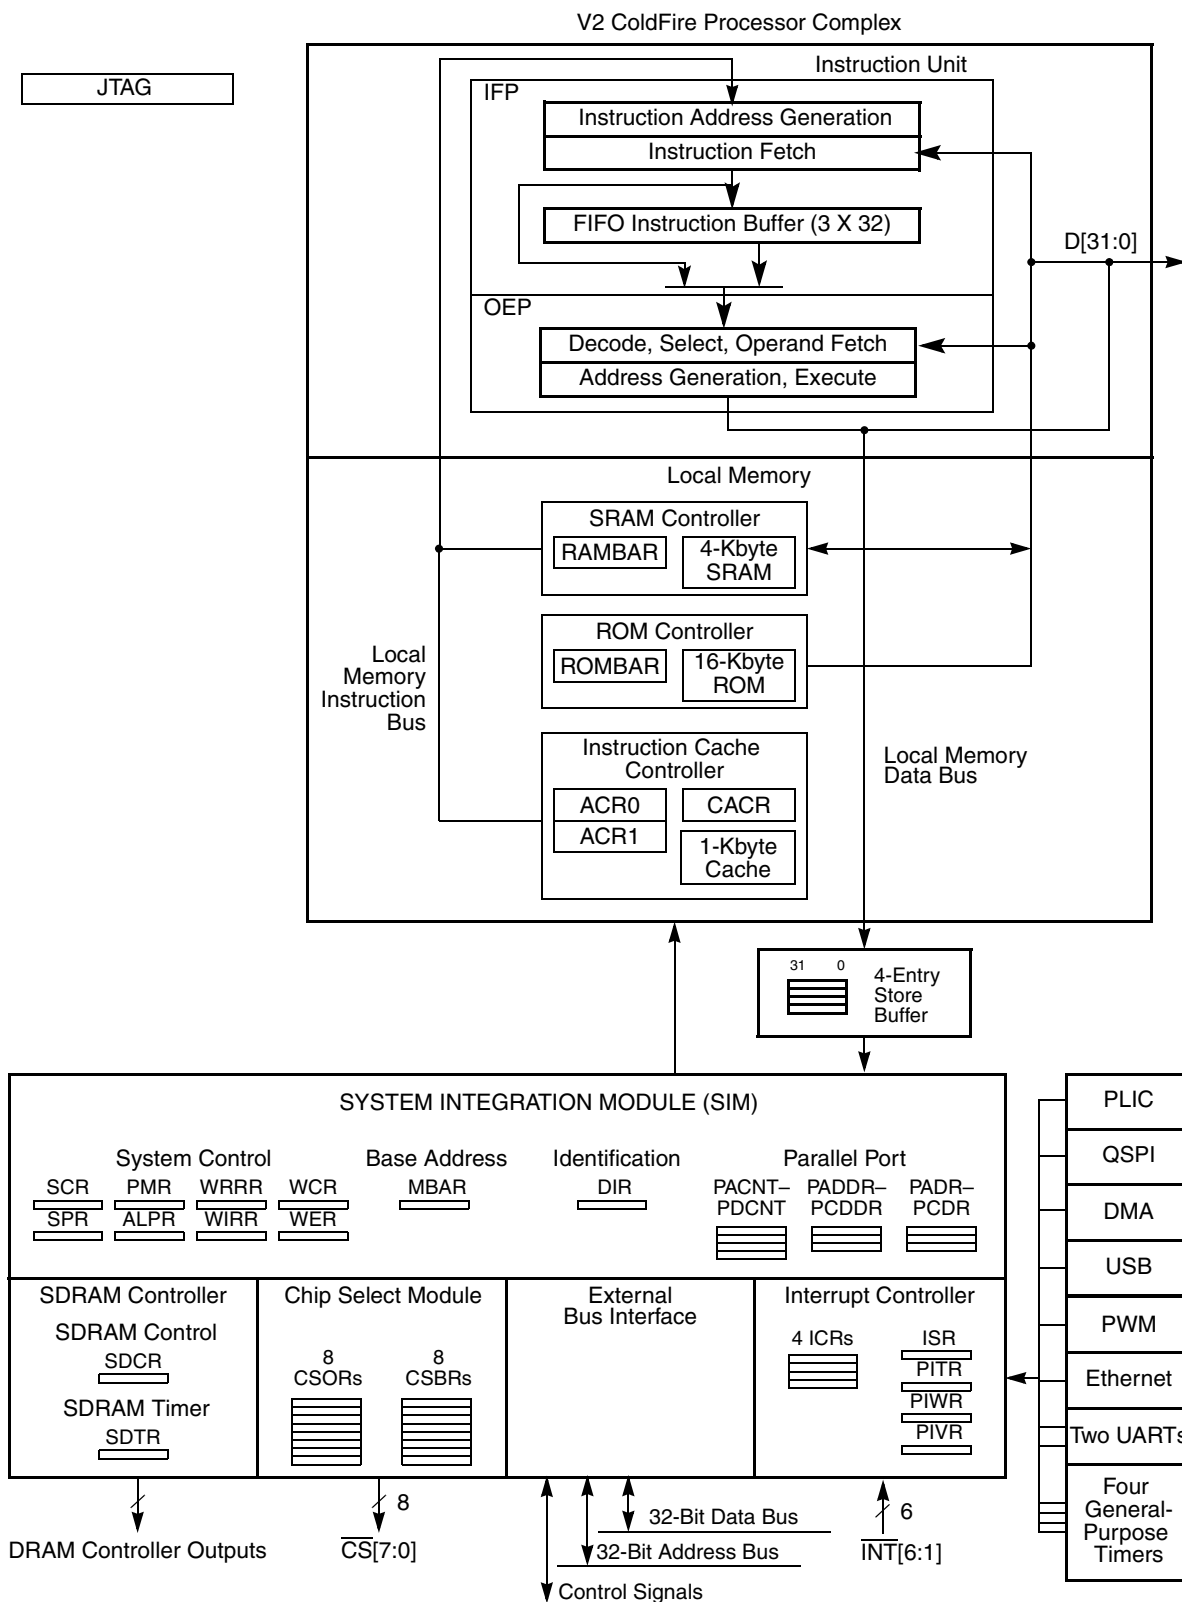 V2 ColdFire Processor Complex
JTAG
Instruction Unit
IFP
Instruction Address Generation
Instruction Fetch
FIFO Instruction Buffer (3 X 32)
D[31:0]
OEP
Decode, Select, Operand Fetch
Address Generation, Execute
Local Memory
SRAM Controller
RAMBAR
4-Kbyte
SRAM
ROM Controller
ROMBAR
16-Kbyte
ROM
Local
Memory
Instruction
Bus
Instruction Cache
Controller
ACR0
ACR1
CACR
1-Kbyte
Cache
Local Memory
Data Bus
31 0
4-Entry
Store
Buffer
SYSTEM INTEGRATION MODULE (SIM)
System Control
SCR PMR WRRR WCR
SPR ALPR WIRR WER
Base Address
MBAR
Identification
DIR
Parallel Port
PACNT–
PDCNT
PADDR–
PCDDR
PADR–
PCDR
SDRAM Controller
SDRAM Control
SDCR
SDRAM Timer
SDTR
Chip Select Module
8
CSORs
8
CSBRs
External
Bus Interface
Interrupt Controller
4 ICRs
ISR
PITR
PIWR
PIVR
PLIC
QSPI
DMA
USB
PWM
Ethernet
Two UARTs
Four
General-
Purpose
Timers
DRAM Controller Outputs
8
CS[7:0]
32-Bit Data Bus
32-Bit Address Bus
Control Signals
6
INT[6:1]